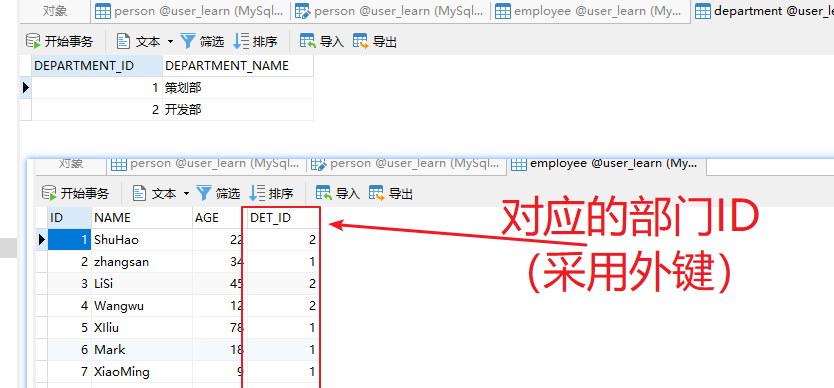 对象 person @user_learn (MySql... person @user_learn (MySql... employee @user_learn (MySql... department @user_le
开始事务 文本 筛选 排序 导入 导出
DEPARTMENT_ID DEPARTMENT_NAME
1 策划部
2 开发部
对象 person @user_learn (MySql... person @user_learn (MySql... employee @user_learn (My...
开始事务 文本 筛选 排序 导入 导出
ID NAME AGE DET_ID
1 ShuHao 22 2
2 zhangsan 34 1
3 LiSi 45 2
4 Wangwu 12 2
5 XIliu 78 1
6 Mark 18 1
7 XiaoMing 9 1
对应的部门ID
（采用外键）